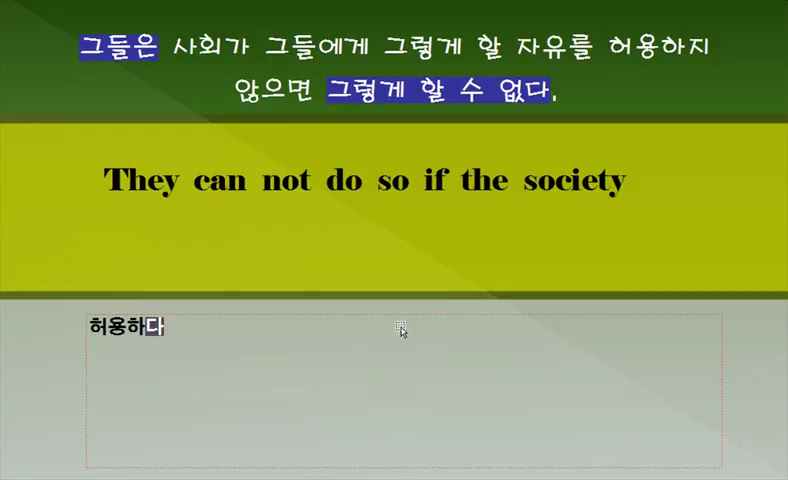 그들은 사회가 그들에게 그렇게 할 자유를 허용하지
않으면 그렇게 할 수 없다.
They can not do so if the society
허용하다